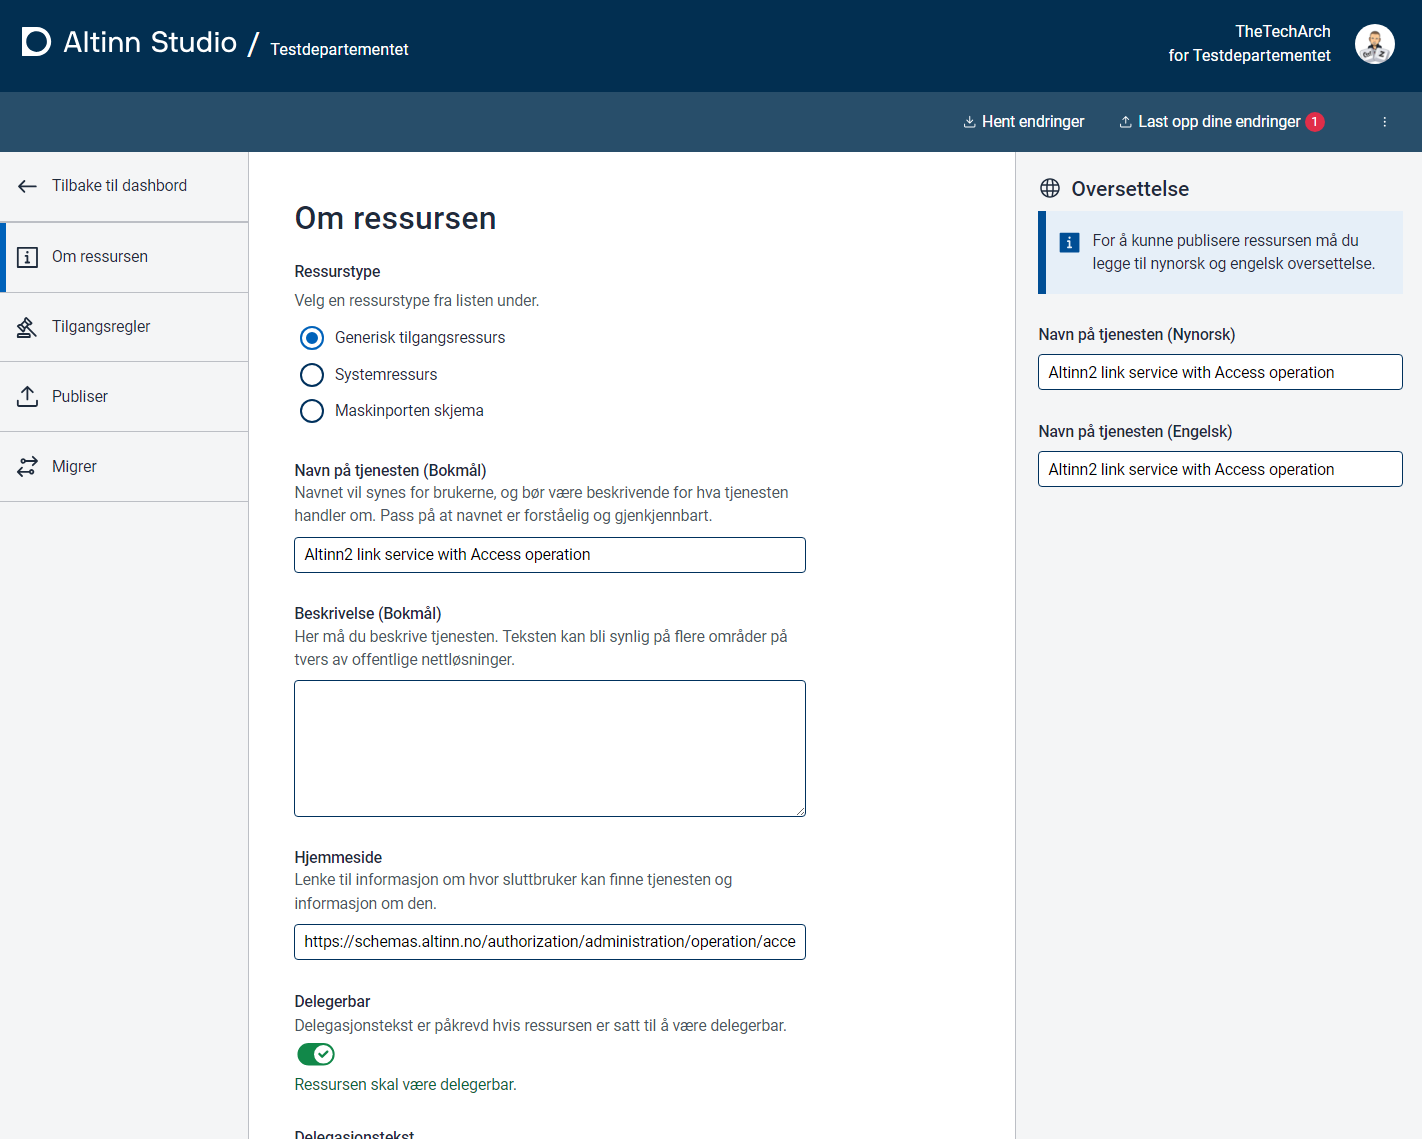 Altinn Studio / Testdepartementet
TheTechArch
for Testdepartementet
Hent endringer
Last opp dine endringer 1
Tilbake til dashbord
Om ressursen
Tilgangsregler
Publiser
Migrer
Om ressursen
Ressurstype
Velg en ressurstype fra listen under.
Generisk tilgangsressurs
Systemressurs
Maskinporten skjema
Navn på tjenesten (Bokmål)
Navnet vil synes for brukerne, og bør være beskrivende for hva tjenesten
handler om. Pass på at navnet er forståelig og gjenkjennbart.
Altinn2 link service with Access operation
Beskrivelse (Bokmål)
Her må du beskrive tjenesten. Teksten kan bli synlig på flere områder på
tvers av offentlige nettløsninger.
Hjemmeside
Lenke til informasjon om hvor sluttbruker kan finne tjenesten og
informasjon om den.
https://schemas.altinn.no/authorization/administration/operation/acce
Delegerbar
Delegasjonstekst er påkrevd hvis ressursen er satt til å være delegerbar.
Ressursen skal være delegerbar.
Delegasjonstekst
Oversettelse
For å kunne publisere ressursen må du
legge til nynorsk og engelsk oversettelse.
Navn på tjenesten (Nynorsk)
Altinn2 link service with Access operation
Navn på tjenesten (Engelsk)
Altinn2 link service with Access operation